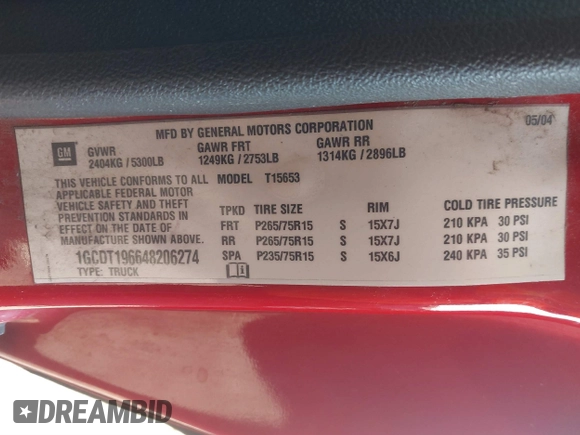 MFD BY GENERAL MOTORS CORPORATION 05/04
GM GVWR GAWR FRT GAWR RR
2404KG / 5300LB 1249KG / 2753LB 1314KG / 2896LB
THIS VEHICLE CONFORMS TO ALL MODEL T15653
APPLICABLE FEDERAL MOTOR
VEHICLE SAFETY AND THEFT
PREVENTION STANDARDS IN
EFFECT ON THE DATE OF
MANUFACTURE SHOWN ABOVE.
TPKD TIRE SIZE RIM COLD TIRE PRESSURE
FRT P265/75R15 S 15X7J 210 KPA 30 PSI
RR P265/75R15 S 15X7J 210 KPA 30 PSI
SPA P235/75R15 S 15X6J 240 KPA 35 PSI
1GCDT196648206274
TYPE: TRUCK
DREAMBID